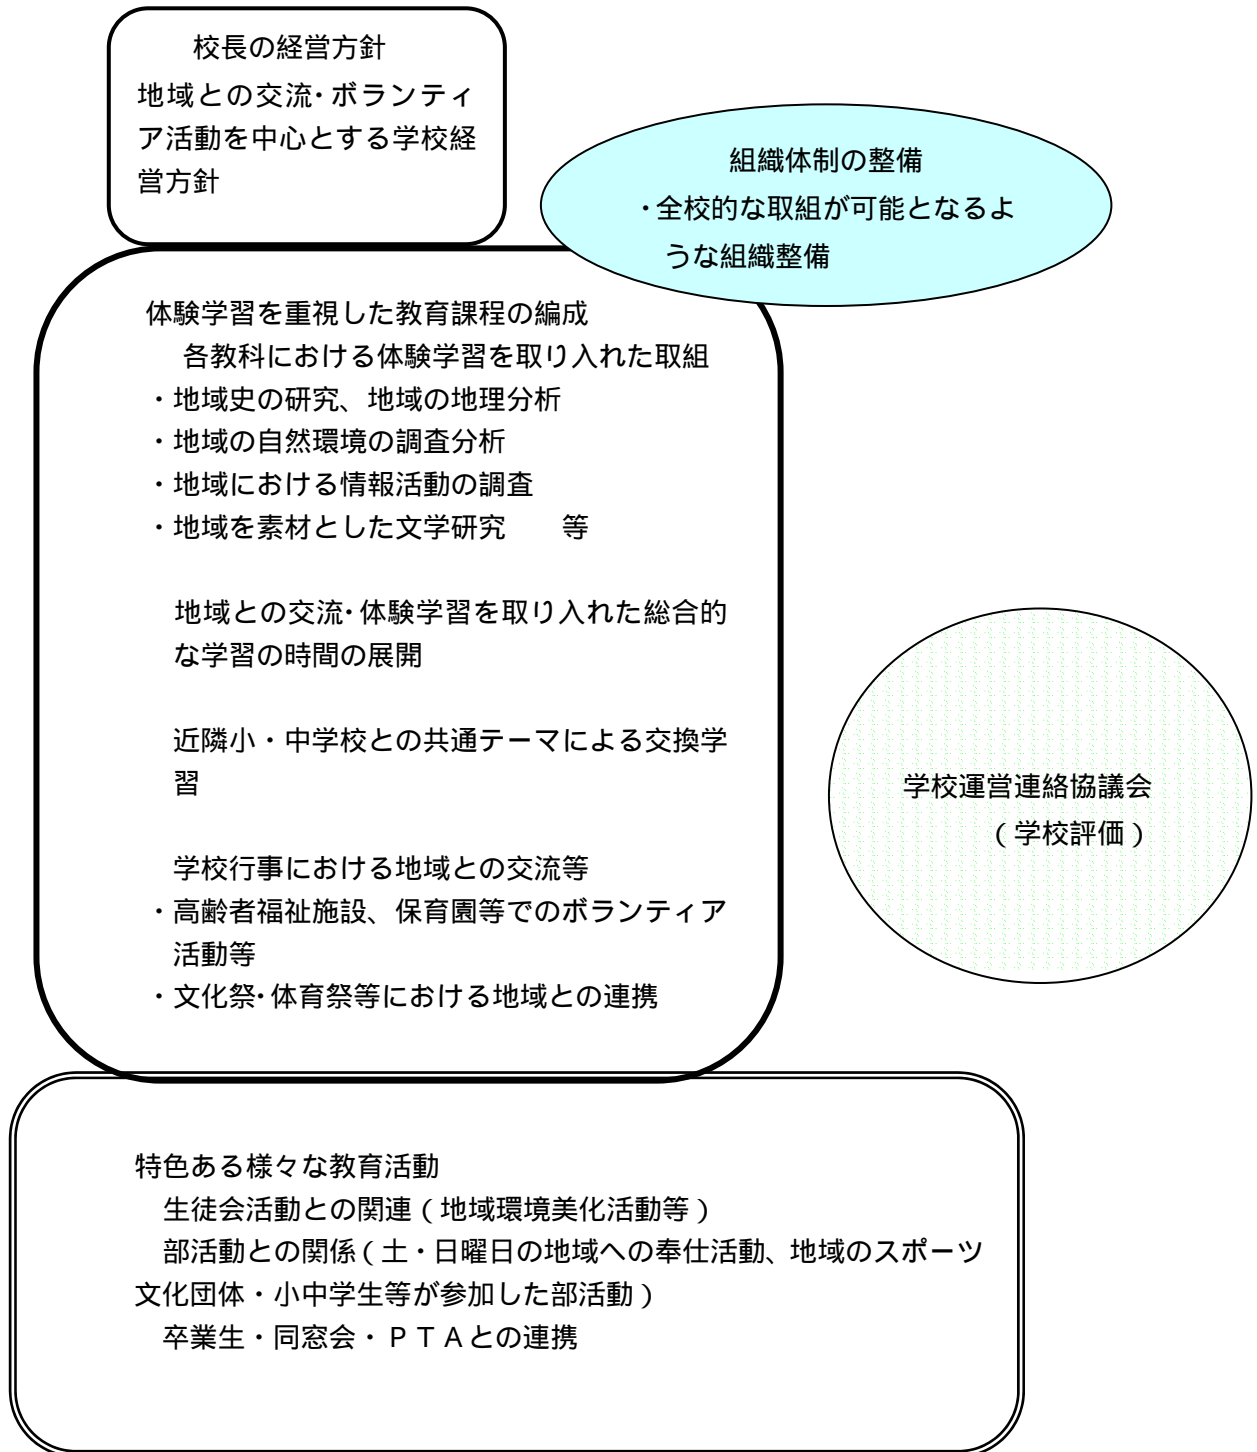 校長の経営方針
地域との交流・ボランティ
ア活動を中心とする学校経
営方針
組織体制の整備
・全校的な取組が可能となるよ
うな組織整備
体験学習を重視した教育課程の編成
各教科における体験学習を取り入れた取組
・地域史の研究、地域の地理分析
・地域の自然環境の調査分析
・地域における情報活動の調査
・地域を素材とした文学研究　　等
地域との交流・体験学習を取り入れた総合的
な学習の時間の展開
近隣小・中学校との共通テーマによる交換学
習
学校行事における地域との交流等
・高齢者福祉施設、保育園等でのボランティア
活動等
・文化祭・体育祭等における地域との連携
学校運営連絡協議会
（学校評価）
特色ある様々な教育活動
生徒会活動との関連（地域環境美化活動等）
部活動との関係（土・日曜日の地域への奉仕活動、地域のスポーツ
文化団体・小中学生等が参加した部活動）
卒業生・同窓会・ＰＴＡとの連携